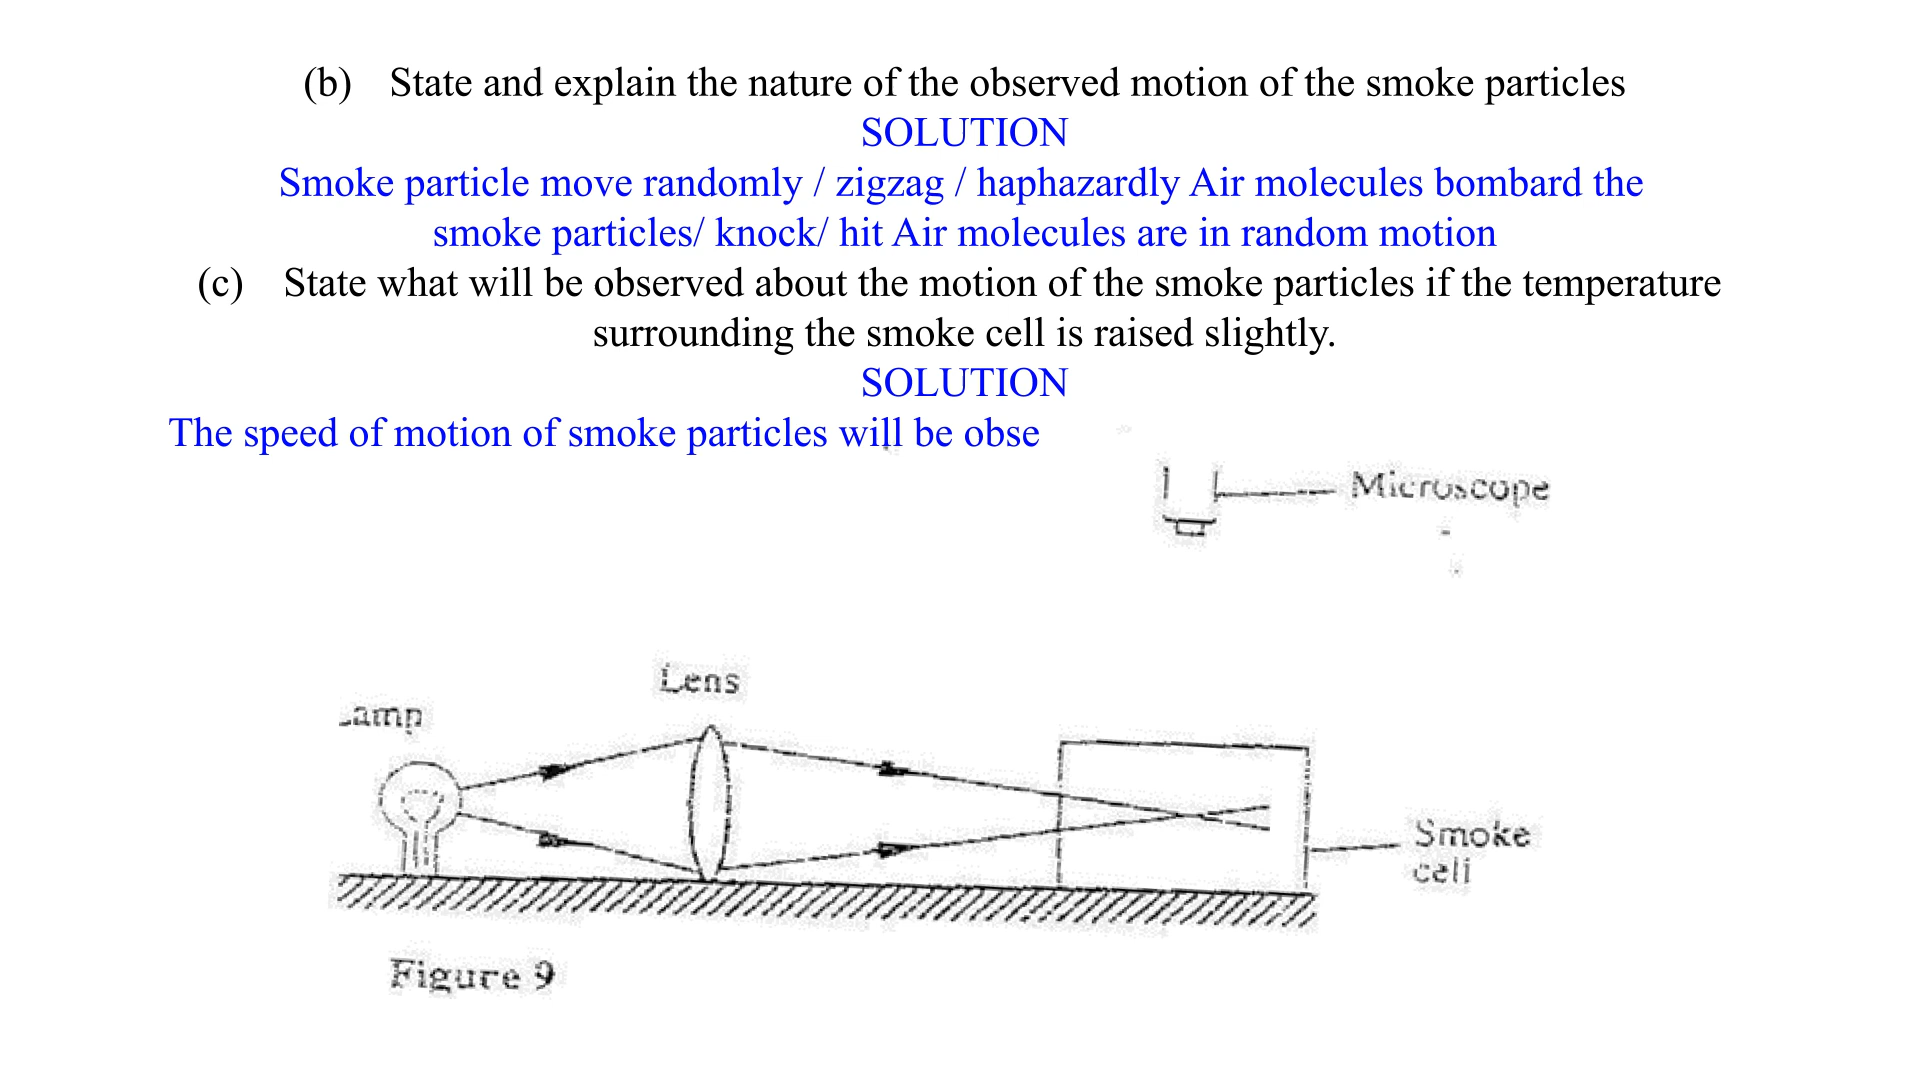 (b) State and explain the nature of the observed motion of the smoke particles
SOLUTION
Smoke particle move randomly / zigzag / haphazardly Air molecules bombard the
smoke particles/ knock/ hit Air molecules are in random motion
(c) State what will be observed about the motion of the smoke particles if the temperature
surrounding the smoke cell is raised slightly.
SOLUTION
The speed of motion of smoke particles will be obse
Microscope
Lens
Lamp
Smoke
cell
Figure 9